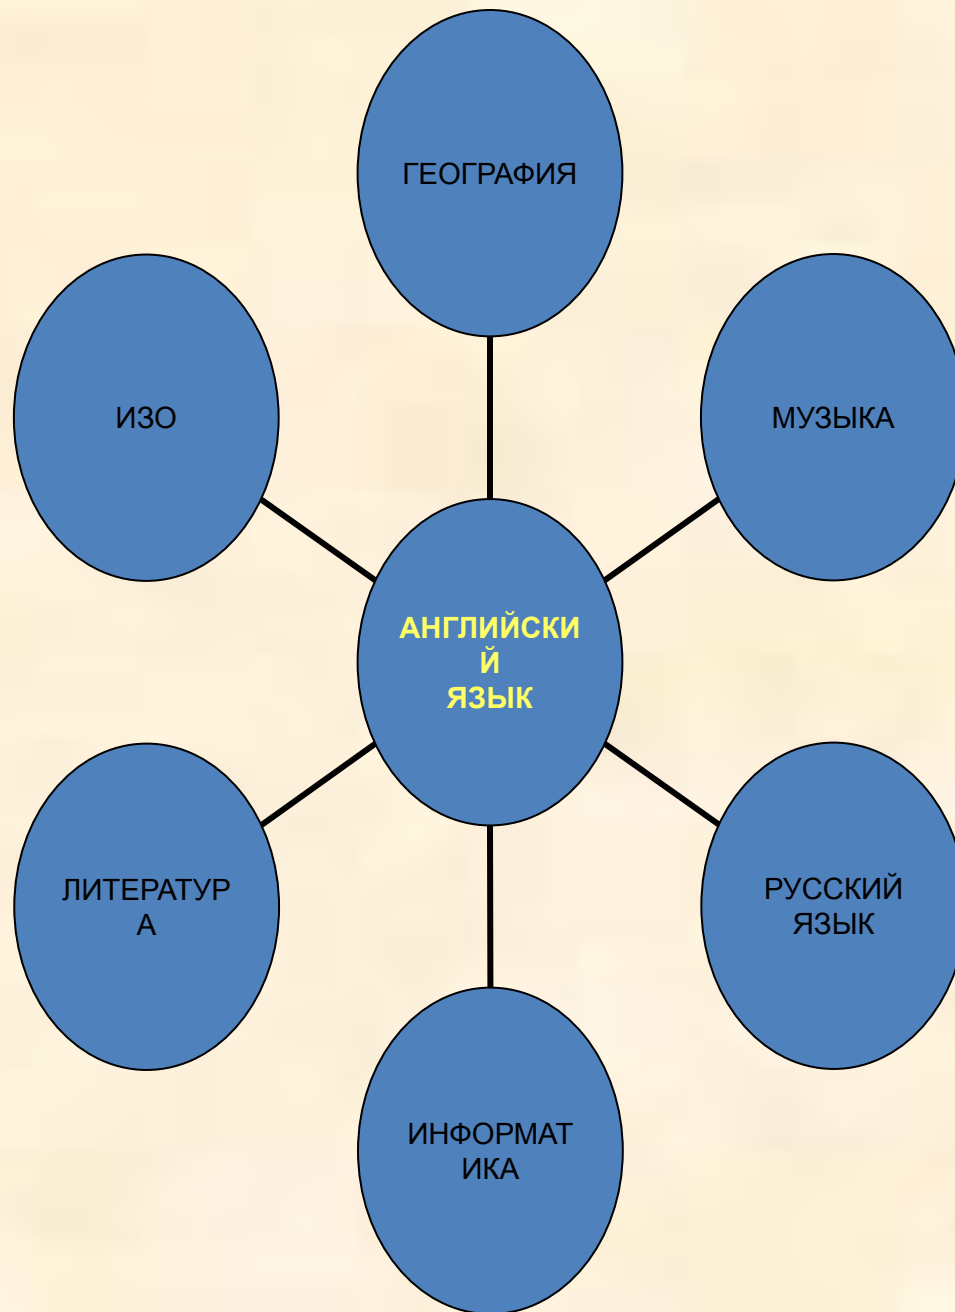 ГЕОГРАФИЯ
ИЗО
МУЗЫКА
АНГЛИЙСКИ
Й
ЯЗЫК
ЛИТЕРАТУР
А
РУССКИЙ
ЯЗЫК
ИНФОРМАТ
ИКА